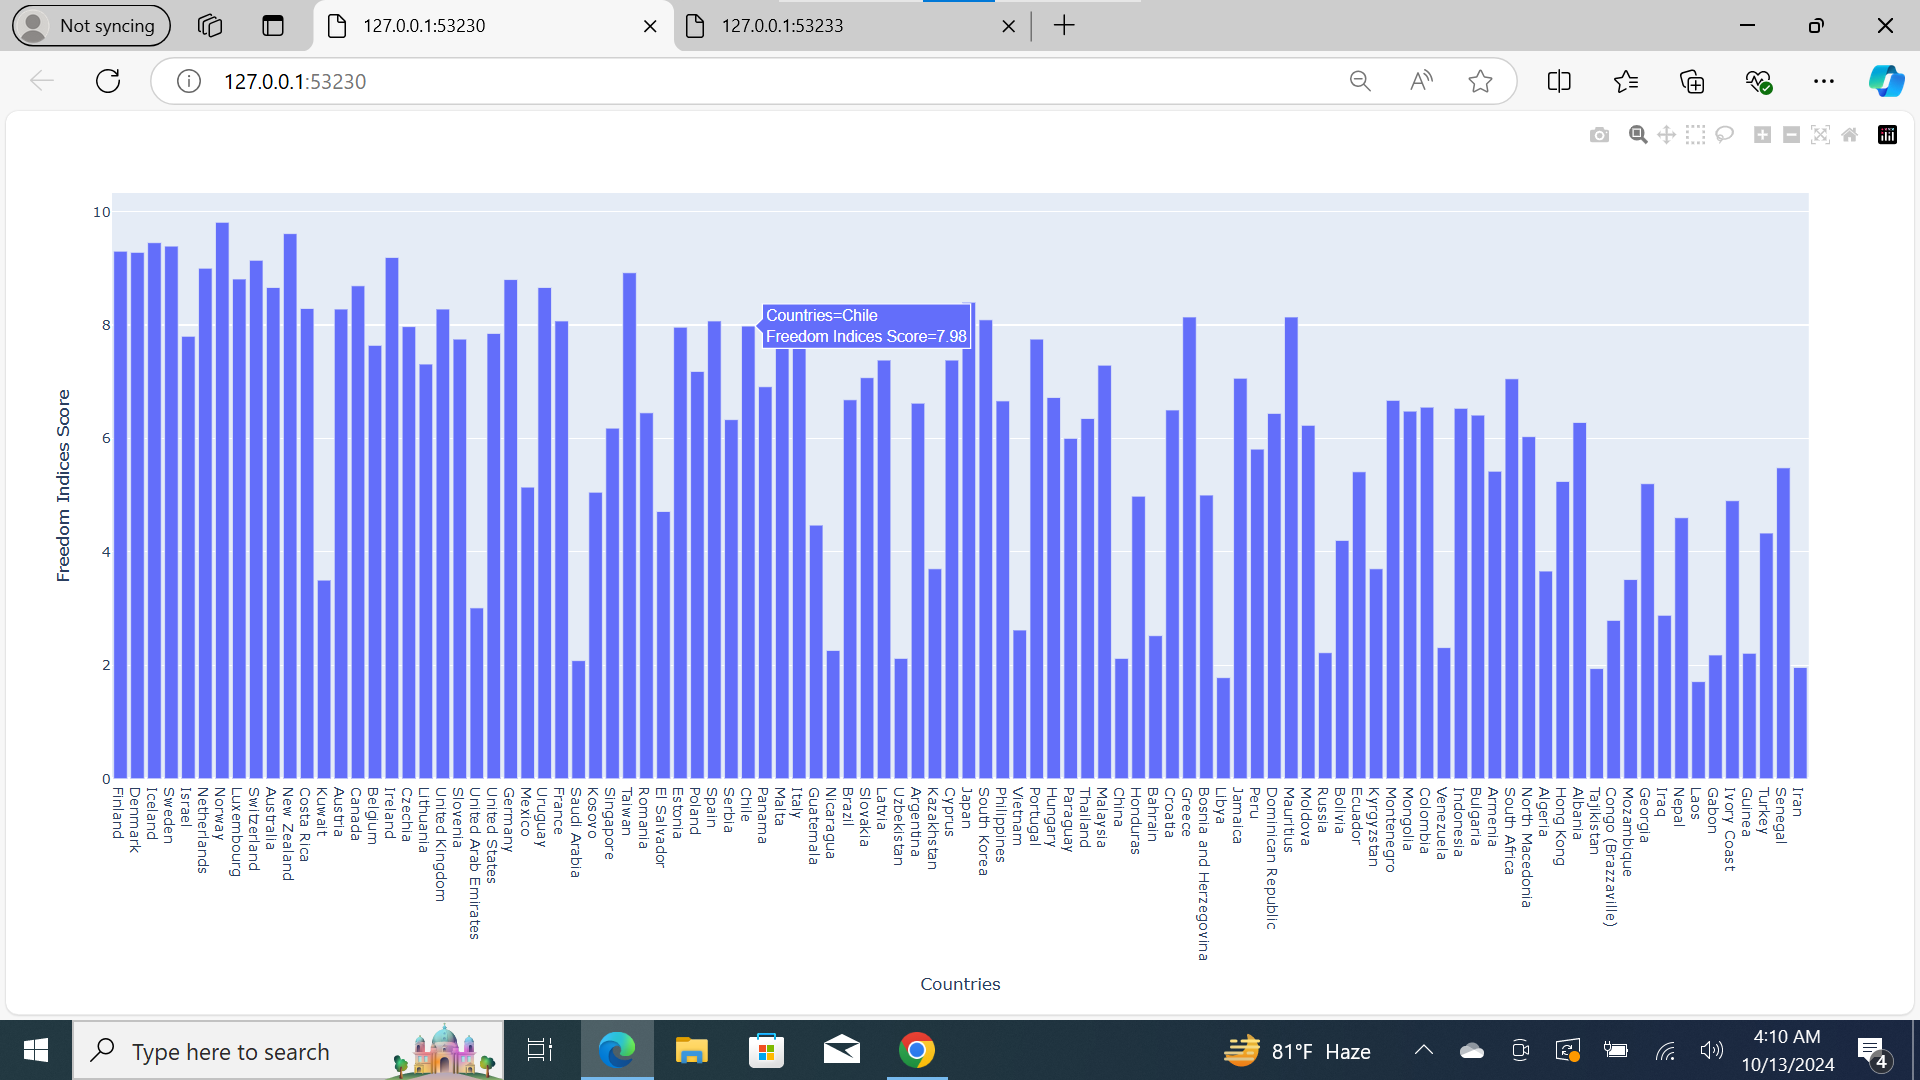 Not syncing
127.0.0.1:53230
127.0.0.1:53233
127.0.0.1:53230
10
8
6
4
2
0
Freedom Indices Score
Countries=Chile
Freedom Indices Score=7.98
Finland
Denmark
Iceland
Sweden
Israel
Netherlands
Norway
Luxembourg
Switzerland
Australia
New Zealand
Costa Rica
Kuwait
Austria
Canada
Belgium
Ireland
Czechia
Lithuania
United Kingdom
Slovenia
United Arab Emirates
United States
Germany
Mexico
Uruguay
France
Saudi Arabia
Kosovo
Singapore
Taiwan
Romania
El Salvador
Estonia
Poland
Spain
Serbia
Chile
Panama
Malta
Italy
Guatemala
Nicaragua
Brazil
Slovakia
Latvia
Uzbekistan
Argentina
Kazakhstan
Cyprus
Japan
South Korea
Philippines
Vietnam
Portugal
Hungary
Paraguay
Thailand
Malaysia
China
Honduras
Bahrain
Croatia
Greece
Bosnia and Herzegovina
Libya
Jamaica
Peru
Dominican Republic
Mauritius
Moldova
Russia
Bolivia
Ecuador
Kyrgyzstan
Montenegro
Mongolia
Colombia
Venezuela
Indonesia
Bulgaria
Armenia
South Africa
North Macedonia
Algeria
Hong Kong
Albania
Tajikistan
Congo (Brazzaville)
Mozambique
Georgia
Iraq
Nepal
Laos
Gabon
Ivory Coast
Guinea
Turkey
Senegal
Iran
Countries
Type here to search
81°F Haze
4:10 AM
10/13/2024
4